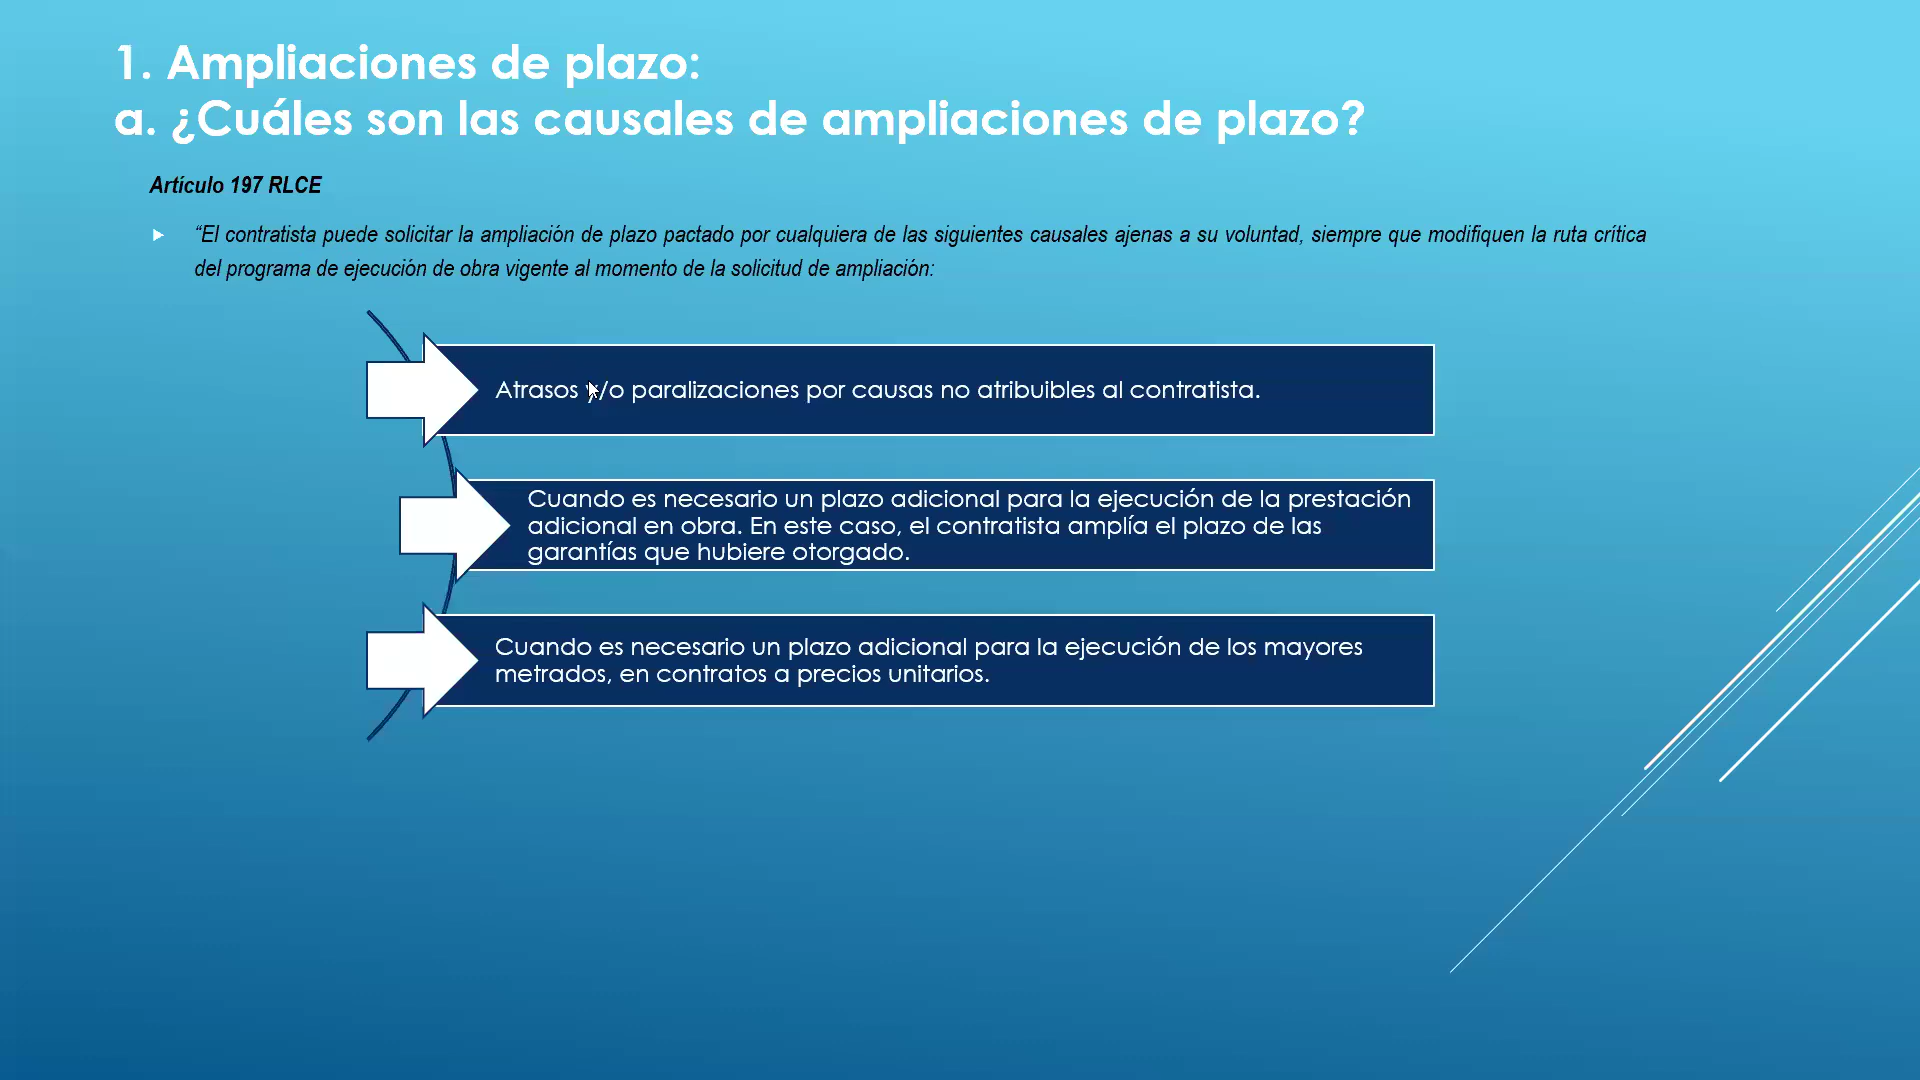 1. Ampliaciones de plazo:
a. ¿Cuáles son las causales de ampliaciones de plazo?
Artículo 197 RLCE
“El contratista puede solicitar la ampliación de plazo pactado por cualquiera de las siguientes causales ajenas a su voluntad, siempre que modifiquen la ruta crítica
del programa de ejecución de obra vigente al momento de la solicitud de ampliación:
Atrasos y/o paralizaciones por causas no atribuibles al contratista.
Cuando es necesario un plazo adicional para la ejecución de la prestación
adicional en obra. En este caso, el contratista amplía el plazo de las
garantías que hubiere otorgado.
Cuando es necesario un plazo adicional para la ejecución de los mayores
metrados, en contratos a precios unitarios.